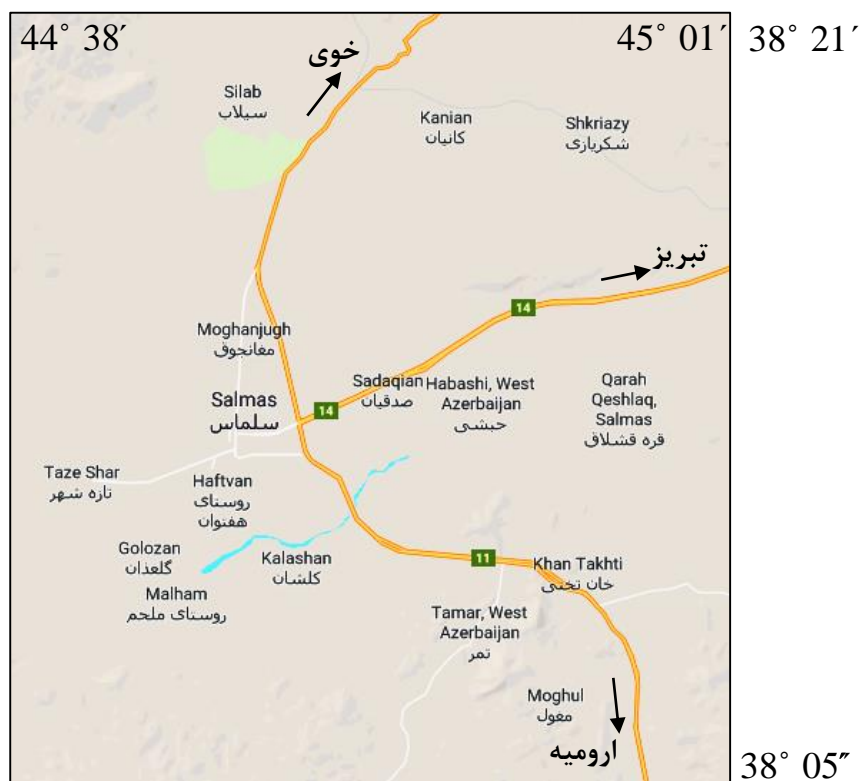 44° 38′
45° 01′
38° 21′
خوی
Silab
سیلاب
Kanian
کانیان
Shkriazy
شکریازی
تبریز
14
Moghanjugh
مغانجوق
Sadaqian
صدقیان
Habashi, West
Azerbaijan
حبشی
Qarah
Qeshlaq,
Salmas
قره قشلاق
Salmas
سلماس
14
Taze Shar
تازه شهر
Haftvan
روستای
هفتوان
Golozan
گلعذان
Kalashan
کلشان
11
Khan Takhti
خان تختی
Malham
روستای ملحم
Tamar, West
Azerbaijan
تمر
Moghul
مغول
ارومیه
38° 05″